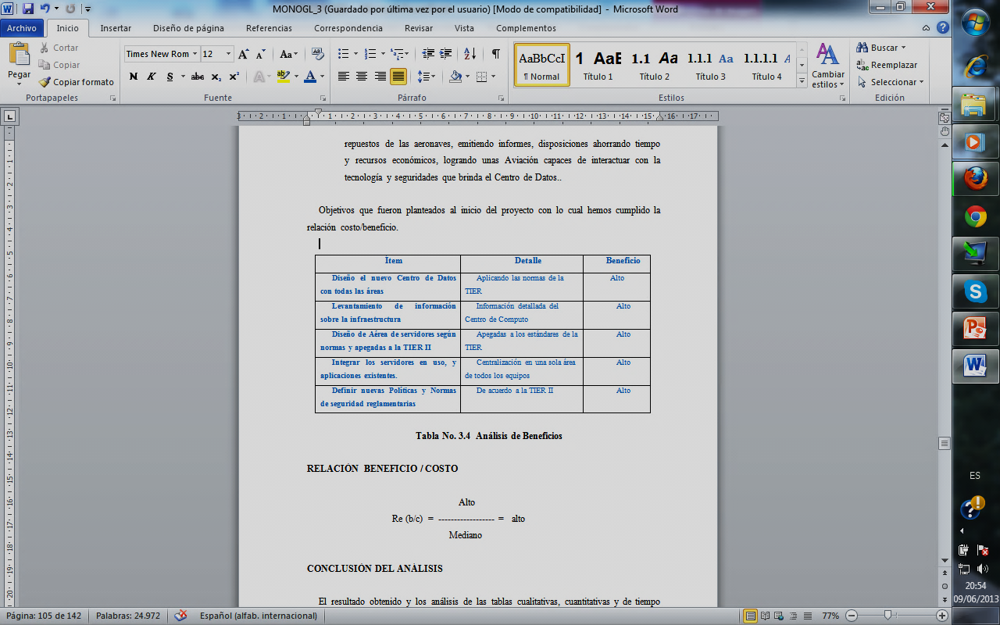 MONOGL_3 (Guardado por última vez por el usuario) [Modo de compatibilidad] - Microsoft Word
Archivo Inicio Insertar Diseño de página Referencias Correspondencia Revisar Vista Complementos
Pegar
Cortar
Copiar
Copiar formato
Portapapeles
Times New Rom 12
N K S abc x₂ x²
Fuente
Párrafo
AaBbCcI 1 AaE 1.1 Aa 1.1.1 Aa 1.1.1.1 A
¶ Normal Título 1 Título 2 Título 3 Título 4
Cambiar estilos
Estilos
Buscar
Reemplazar
Seleccionar
Edición
repuestos de las aeronaves, emitiendo informes, disposiciones ahorrando tiempo
y recursos económicos, logrando unas Aviación capaces de interactuar con la
tecnología y seguridades que brinda el Centro de Datos..
Objetivos que fueron planteados al inicio del proyecto con lo cual hemos cumplido la
relación costo/beneficio.
Ítem Detalle Beneficio
Diseño el nuevo Centro de Datos Aplicando las normas de la Alto
con todas las áreas TIER
Levantamiento de información Información detallada del Alto
sobre la infraestructura Centro de Computo
Diseño de Aérea de servidores según Apegadas a los estándares de la Alto
normas y apegadas a la TIER II TIER
Integrar los servidores en uso, y Centralización en una sola área Alto
aplicaciones existentes. de todos los equipos
Definir nuevas Políticas y Normas De acuerdo a la TIER II Alto
de seguridad reglamentarias
Tabla No. 3.4 Análisis de Beneficios
RELACIÓN BENEFICIO / COSTO
Alto
Re (b/c) = ------------------ = alto
Mediano
CONCLUSIÓN DEL ANÁLISIS
El resultado obtenido y los análisis de las tablas cualitativas, cuantitativas y de tiempo
Página: 105 de 142 Palabras: 24.972 Español (alfab. internacional) 77%
ES
20:54
09/06/2013